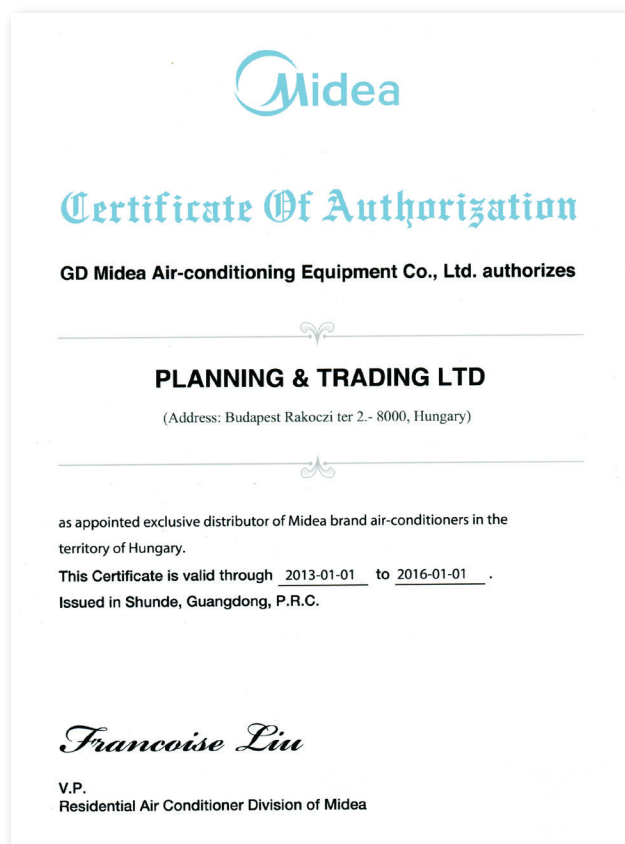 Midea
Certificate Of Authorization
GD Midea Air-conditioning Equipment Co., Ltd. authorizes
PLANNING & TRADING LTD
(Address: Budapest Rakoczi ter 2.- 8000, Hungary)
as appointed exclusive distributor of Midea brand air-conditioners in the
territory of Hungary.
This Certificate is valid through 2013-01-01 to 2016-01-01 .
Issued in Shunde, Guangdong, P.R.C.
Francoise Liu
V.P.
Residential Air Conditioner Division of Midea